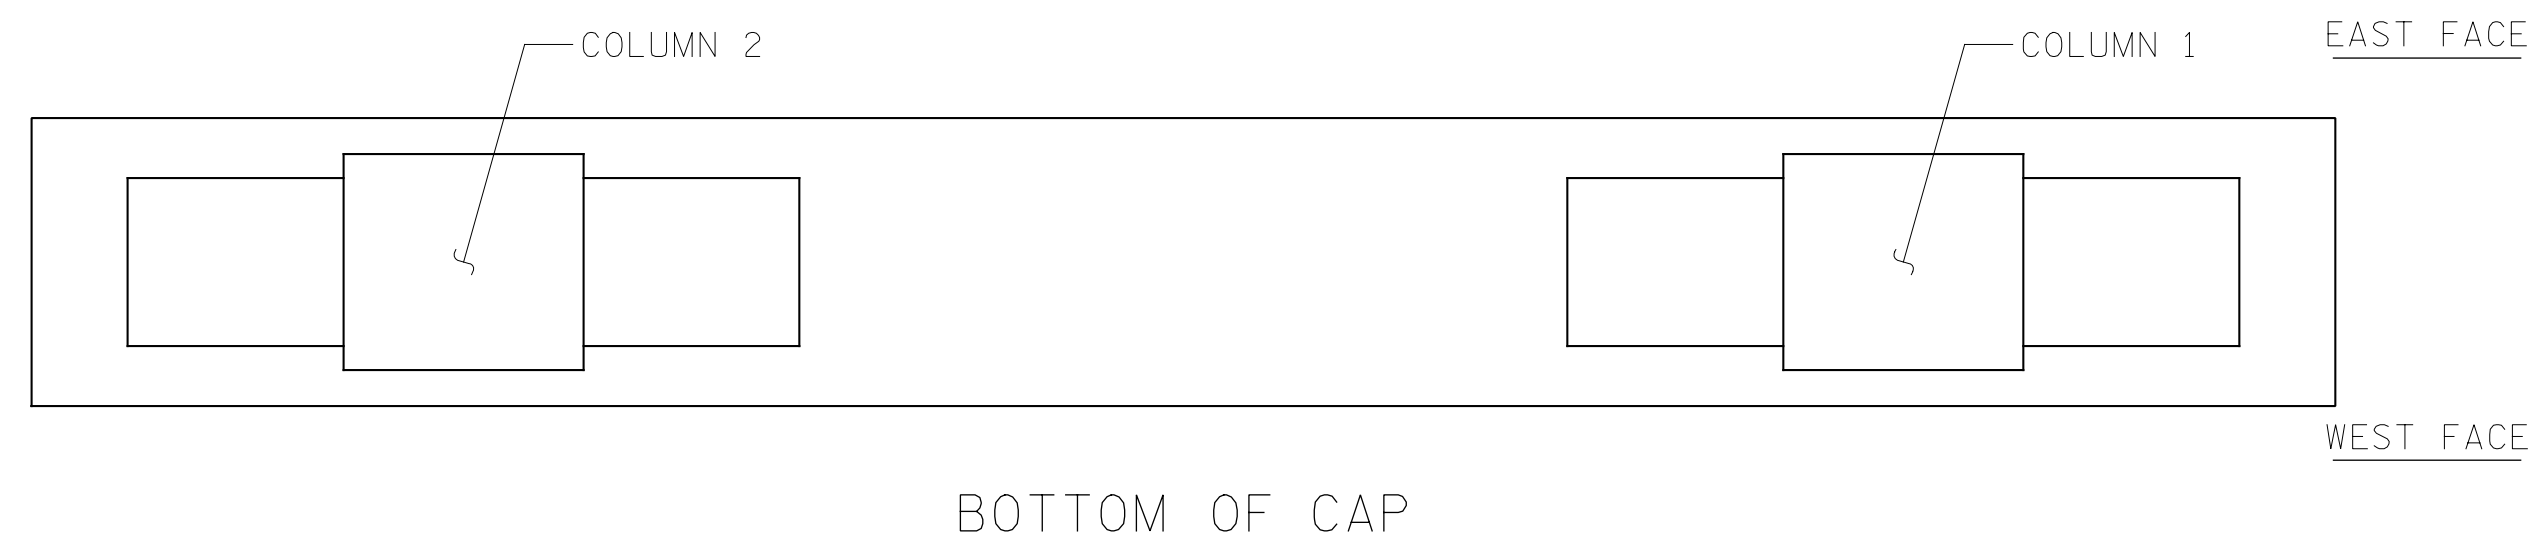 EAST FACE
COLUMN 2
COLUMN 1
WEST FACE
BOTTOM OF CAP